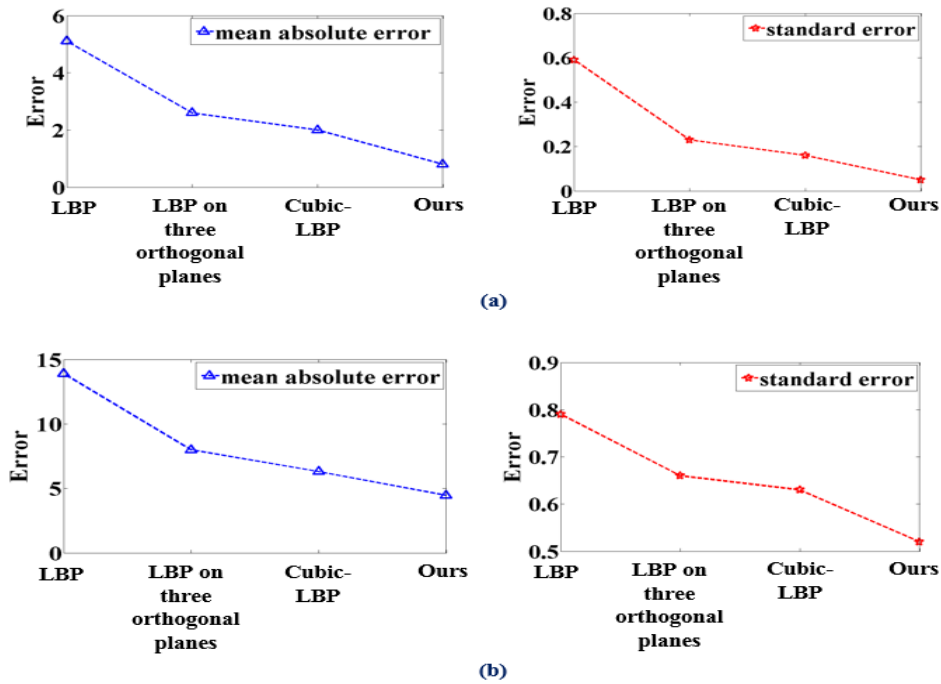 6
4
2
0
Error
mean absolute error
LBP
LBP on
three
orthogonal
planes
Cubic-
LBP
Ours
0.8
0.6
0.4
0.2
0
Error
standard error
LBP
LBP on
three
orthogonal
planes
Cubic-
LBP
Ours
(a)
15
10
5
0
Error
mean absolute error
LBP
LBP on
three
orthogonal
planes
Cubic-
LBP
Ours
0.9
0.8
0.7
0.6
0.5
Error
standard error
LBP
LBP on
three
orthogonal
planes
Cubic-
LBP
Ours
(b)